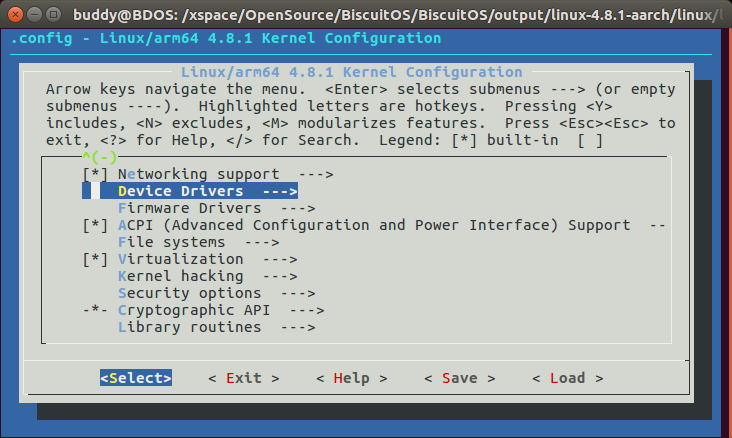 buddy@BDOS: /xspace/OpenSource/BiscuitOS/BiscuitOS/output/linux-4.8.1-aarch/linux/
.config - Linux/arm64 4.8.1 Kernel Configuration
Linux/arm64 4.8.1 Kernel Configuration
Arrow keys navigate the menu.  <Enter> selects submenus ---> (or empty
submenus ----).  Highlighted letters are hotkeys.  Pressing <Y>
includes, <N> excludes, <M> modularizes features.  Press <Esc><Esc> to
exit, <?> for Help, </> for Search.  Legend: [*] built-in  [ ]
^(-)
[*] Networking support  --->
Device Drivers  --->
Firmware Drivers  --->
[*] ACPI (Advanced Configuration and Power Interface) Support  --
File systems  --->
[*] Virtualization  --->
Kernel hacking  --->
Security options  --->
-*- Cryptographic API  --->
Library routines  --->
<Select>    < Exit >    < Help >    < Save >    < Load >